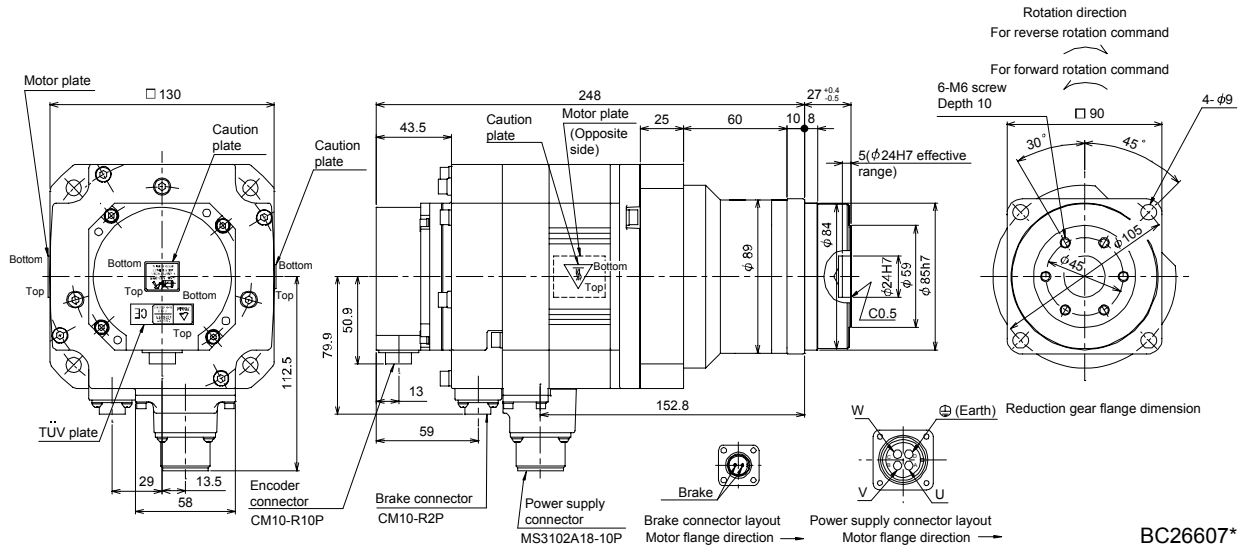 Rotation direction
For reverse rotation command
For forward rotation command
Motor plate
□ 130
248
27 +0.4 -0.5
6-M6 screw
Depth 10
4- φ9
Caution
plate
Caution
plate
43.5
Caution
plate
Motor plate
(Opposite
side)
25
60
10
8
□ 90
30°
45°
5(φ24H7 effective
range)
Bottom
Top
Bottom
Top
Bottom
Top
Bottom
Top
Bottom
Top
CE
TÜV plate
112.5
29
13.5
58
79.9
50.9
13
59
152.8
φ 89
φ 84
φ24H7
φ 59
φ 85h7
C0.5
φ105
φ45
Encoder
connector
CM10-R10P
Brake connector
CM10-R2P
Power supply
connector
MS3102A18-10P
Brake
Brake connector layout
Motor flange direction
W
(Earth)
V
U
Power supply connector layout
Motor flange direction
Reduction gear flange dimension
BC26607*